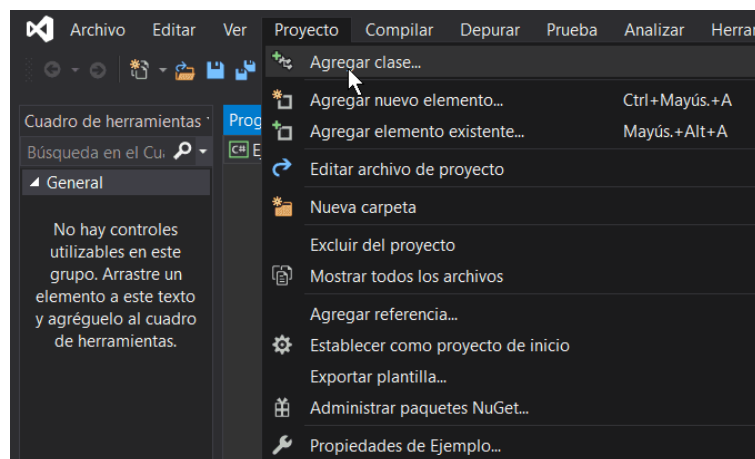 Archivo Editar Ver Proyecto Compilar Depurar Prueba Analizar
Agregar clase...
Cuadro de herramientas
Agregar nuevo elemento... Ctrl+Mayús.+A
Agregar elemento existente... Mayús.+Alt+A
Búsqueda en el
C#
General
Editar archivo de proyecto
Nueva carpeta
No hay controles
utilizables en este
grupo. Arrastre un
elemento a este texto
y agréguelo al cuadro
de herramientas.
Excluir del proyecto
Mostrar todos los archivos
Agregar referencia...
Establecer como proyecto de inicio
Exportar plantilla...
Administrar paquetes NuGet...
Propiedades de Ejemplo...